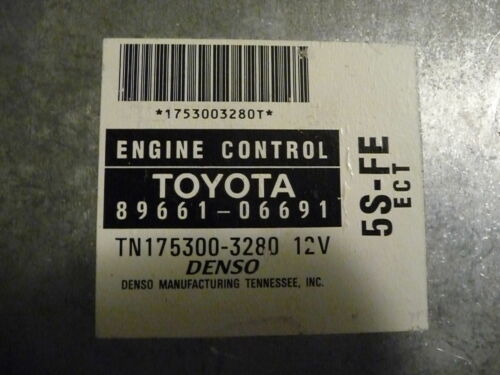 *1753003280T*
ENGINE CONTROL
TOYOTA
89661-06691
TN175300-3280 12V
DENSO
DENSO MANUFACTURING TENNESSEE, INC.
5S-FE
ECT